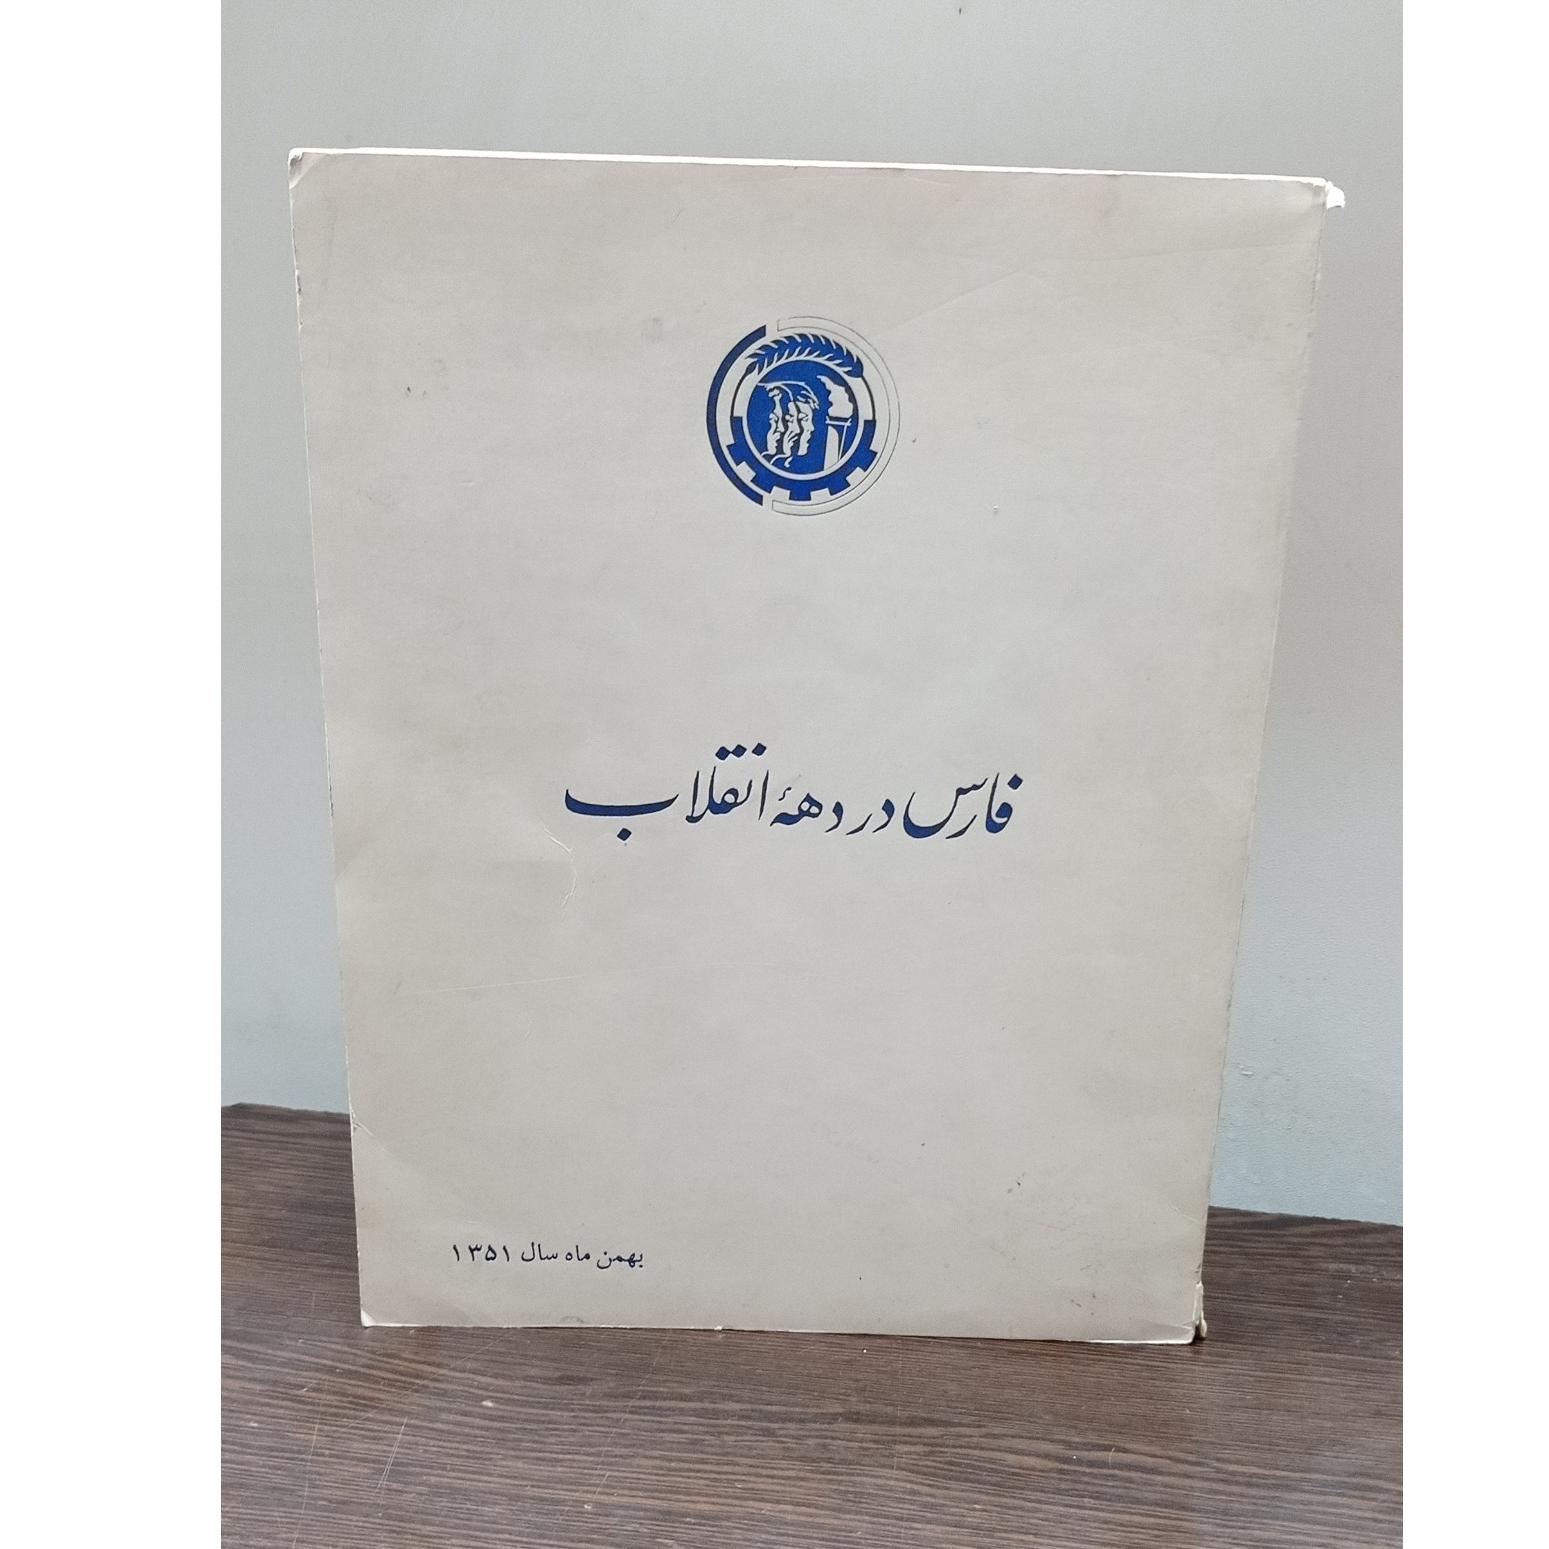 فارس در دههٔ انقلاب
بهمن ماه سال ۱۳۵۱